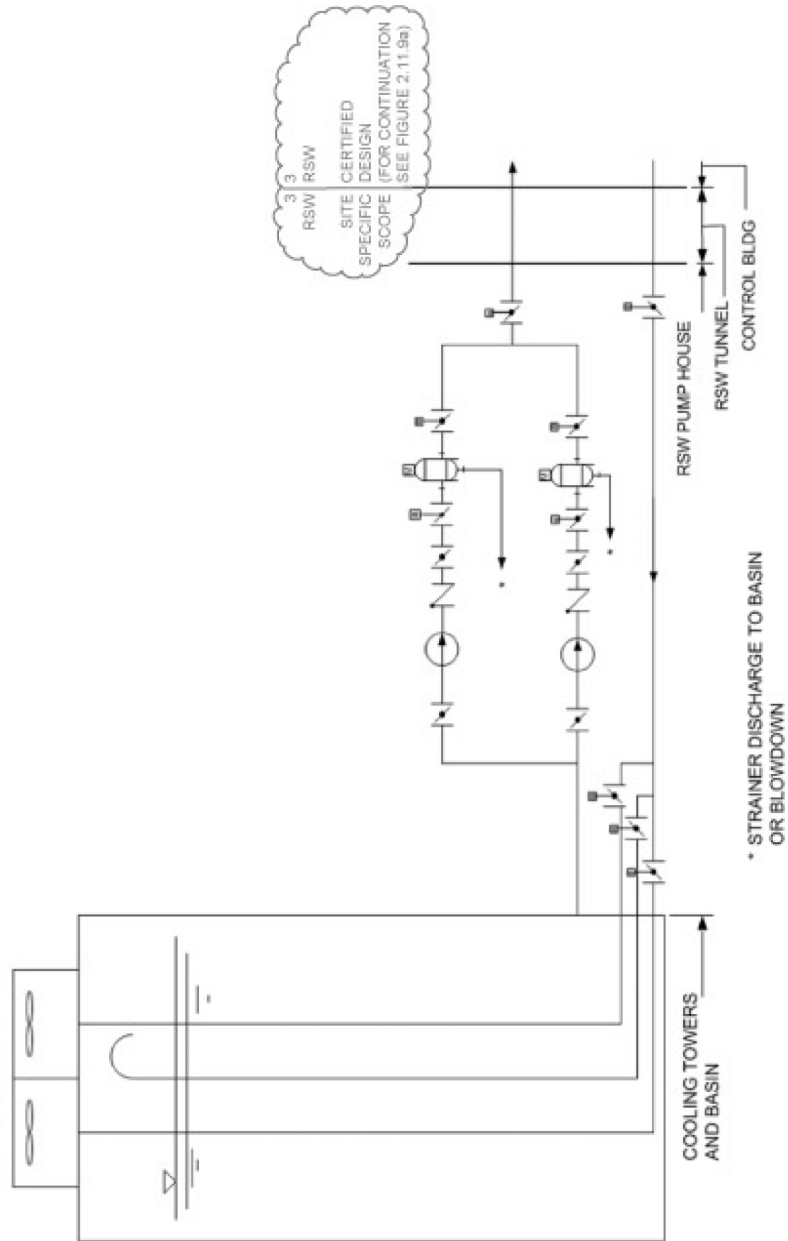 3 3
RSW RSW
SITE CERTIFIED
SPECIFIC DESIGN
SCOPE (FOR CONTINUATION
SEE FIGURE 2.11.9a)
RSW PUMP HOUSE
RSW TUNNEL
CONTROL BLDG
*
*
* STRAINER DISCHARGE TO BASIN
OR BLOWDOWN
COOLING TOWERS
AND BASIN